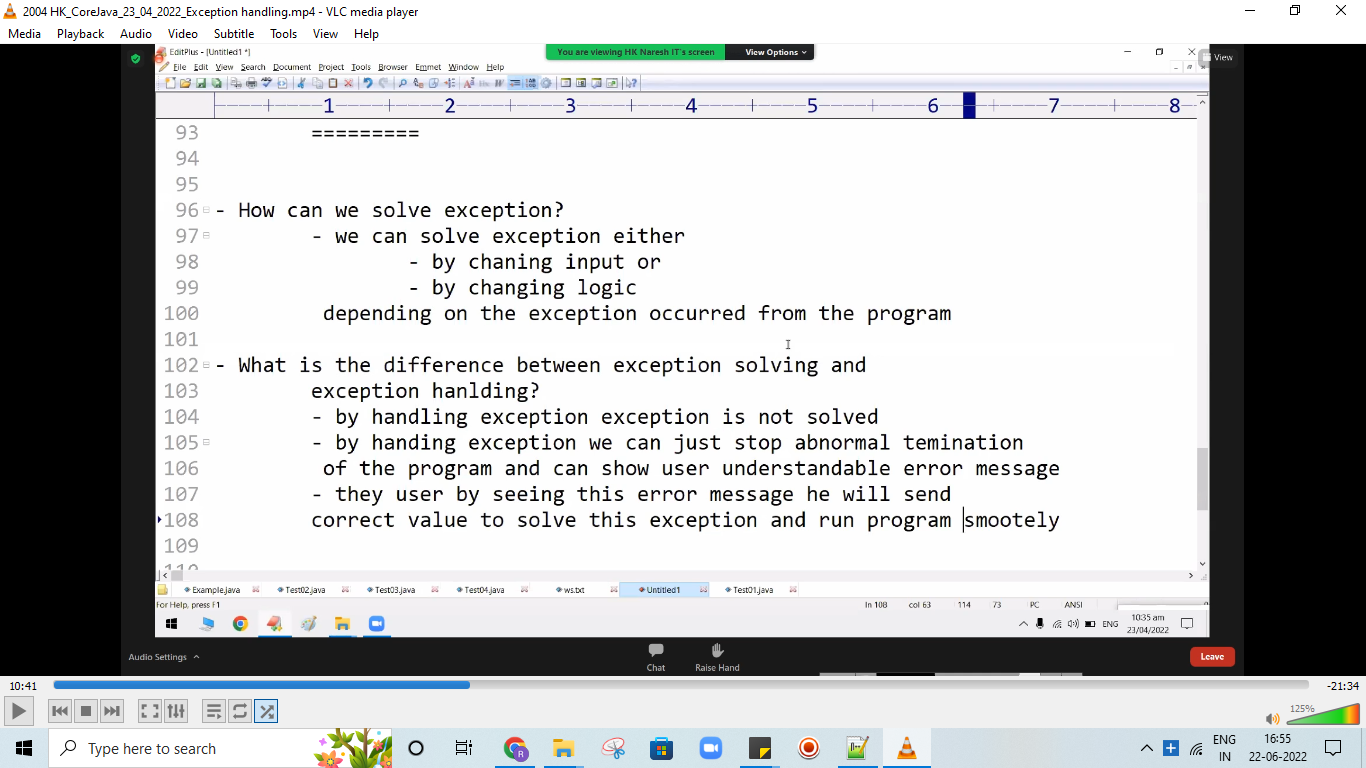 2004 HK_CoreJava_23_04_2022_Exception handling.mp4 - VLC media player
Media Playback Audio Video Subtitle Tools View Help
EditPlus - [Untitled1 *]
You are viewing HK Naresh IT's screen View Options
View
File Edit View Search Document Project Tools Browser Emmet Window Help
1 2 3 4 5 6 7 8
93 =========
94
95
96 - How can we solve exception?
97 - we can solve exception either
98 - by chaning input or
99 - by changing logic
100 depending on the exception occurred from the program
101
102 - What is the difference between exception solving and
103 exception hanlding?
104 - by handling exception exception is not solved
105 - by handing exception we can just stop abnormal temination
106 of the program and can show user understandable error message
107 - they user by seeing this error message he will send
108 correct value to solve this exception and run program smootely
109
110
Example.java Test02.java Test03.java Test04.java ws.txt Untitled1 Test01.java
For Help, press F1 ln 108 col 63 114 73 PC ANSI
ENG 10:35 am
23/04/2022
Audio Settings Chat Raise Hand Leave
10:41 -21:34
125%
Type here to search
ENG 16:55
IN 22-06-2022